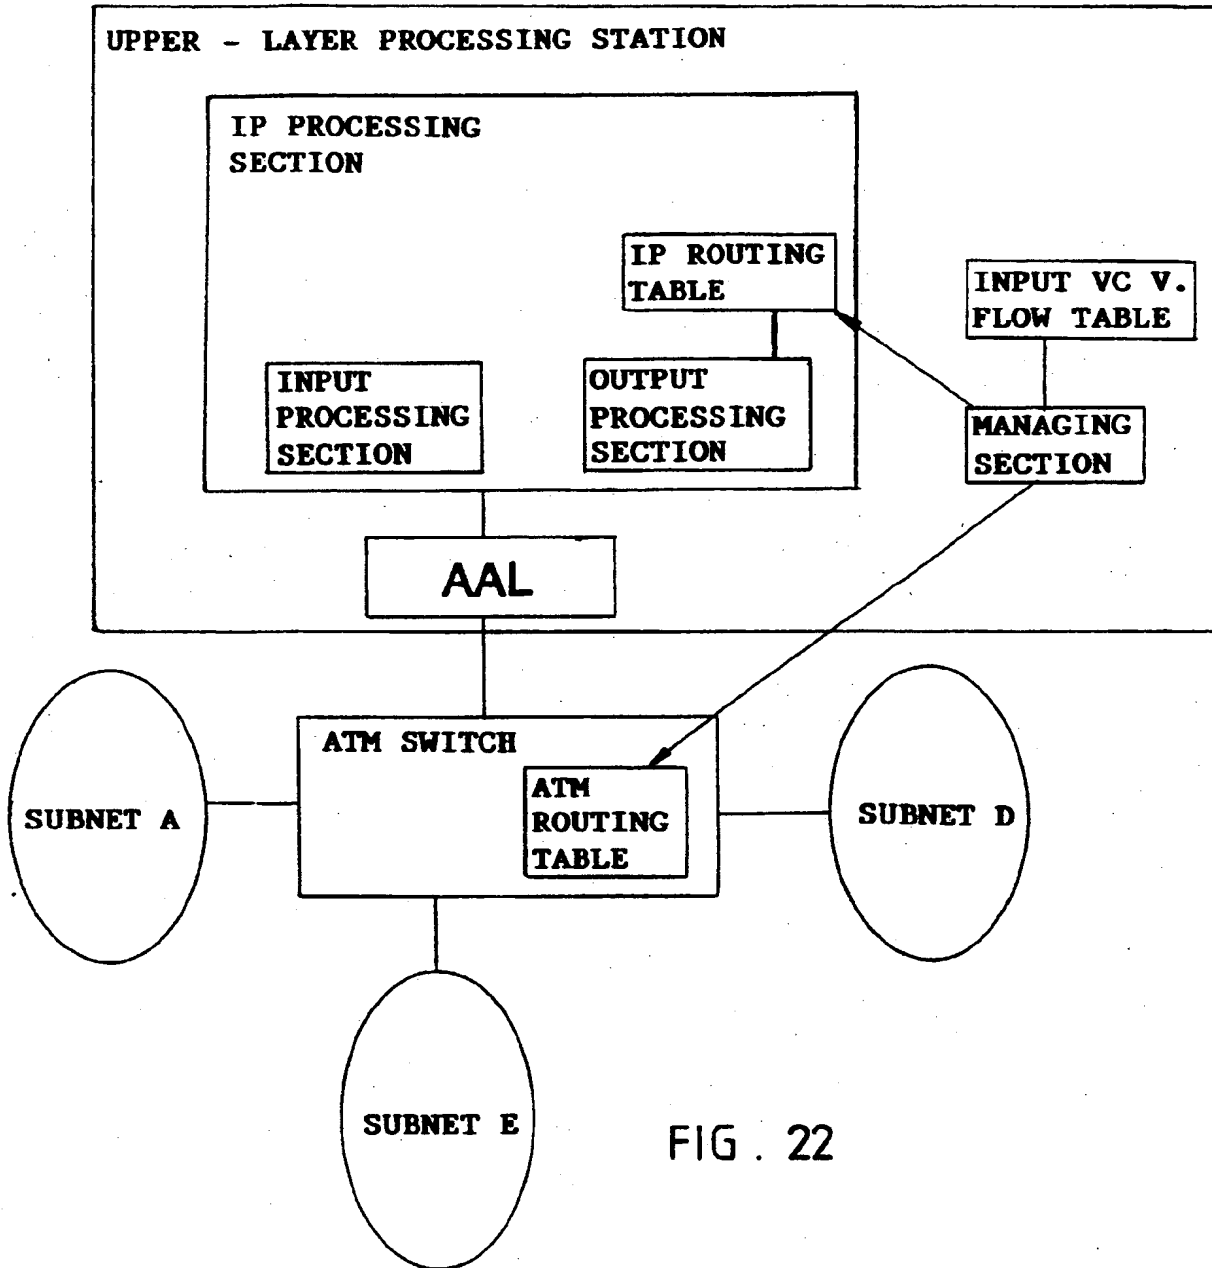 UPPER - LAYER PROCESSING STATION
IP PROCESSING
SECTION
IP ROUTING
TABLE
INPUT VC V.
FLOW TABLE
INPUT
PROCESSING
SECTION
OUTPUT
PROCESSING
SECTION
MANAGING
SECTION
AAL
ATM SWITCH
ATM
ROUTING
TABLE
SUBNET A
SUBNET D
SUBNET E
FIG. 22